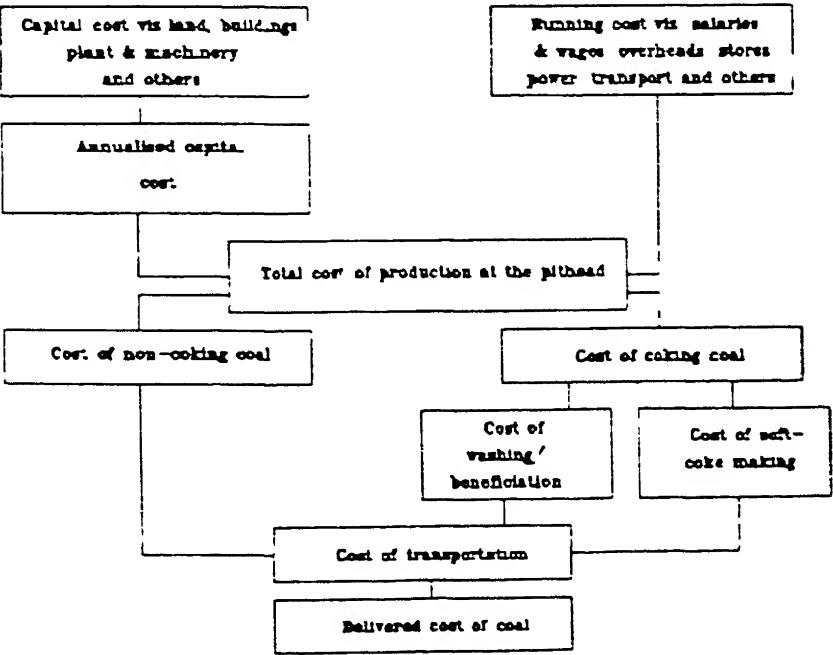 Capital cost viz land, buildings
plant & machinery
and others
Running cost viz salaries
& wages overheads stores
power transport and others
Annualised capita
cost
Total cost of production at the pithead
Cost of non-coking coal
Cost of coking coal
Cost of
washing/
beneficiation
Cost of soft-
coke making
Cost of transportation
Delivered cost of coal